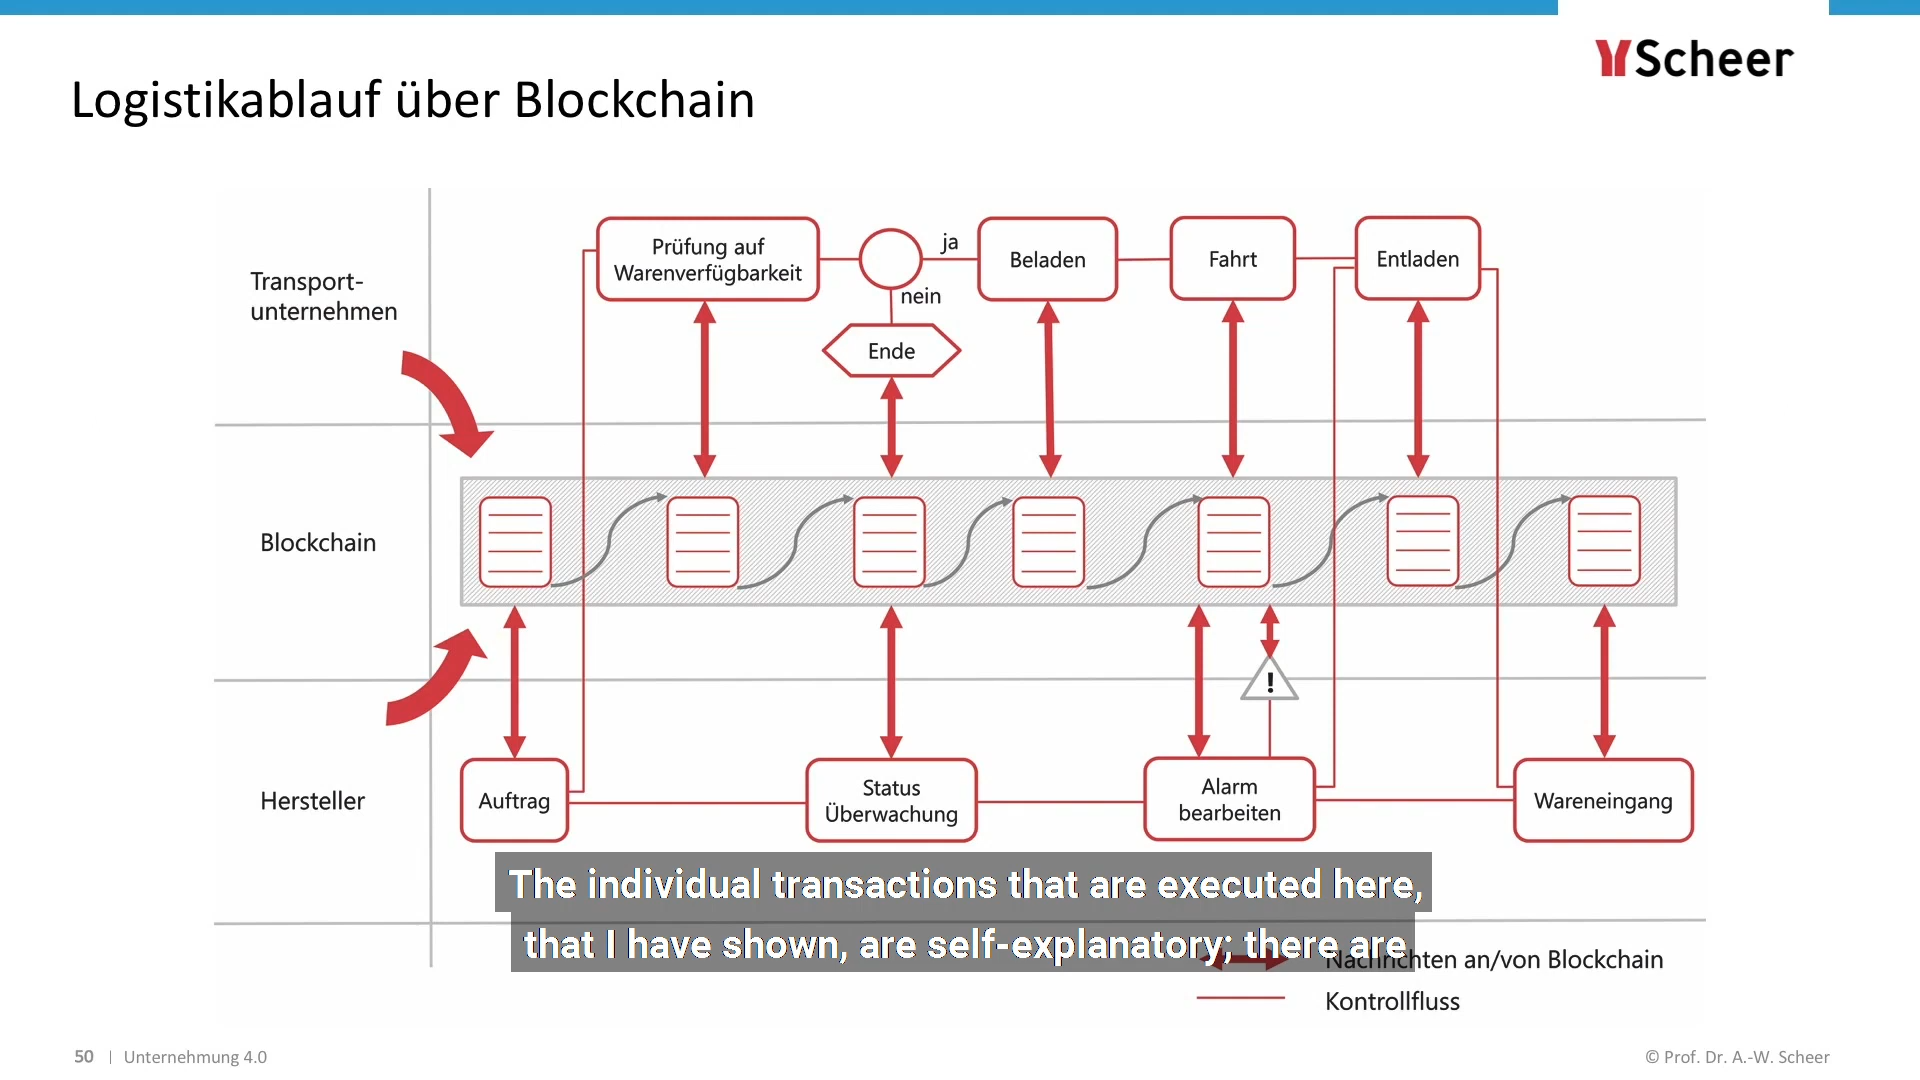 Scheer
Logistikablauf über Blockchain
Transport-
unternehmen
Prüfung auf
Warenverfügbarkeit
ja
nein
Ende
Beladen
Fahrt
Entladen
Blockchain
!
Hersteller
Auftrag
Status
Überwachung
Alarm
bearbeiten
Wareneingang
The individual transactions that are executed here,
that I have shown, are self-explanatory; there are
Nachrichten an/von Blockchain
Kontrollfluss
50 | Unternehmung 4.0
© Prof. Dr. A.-W. Scheer